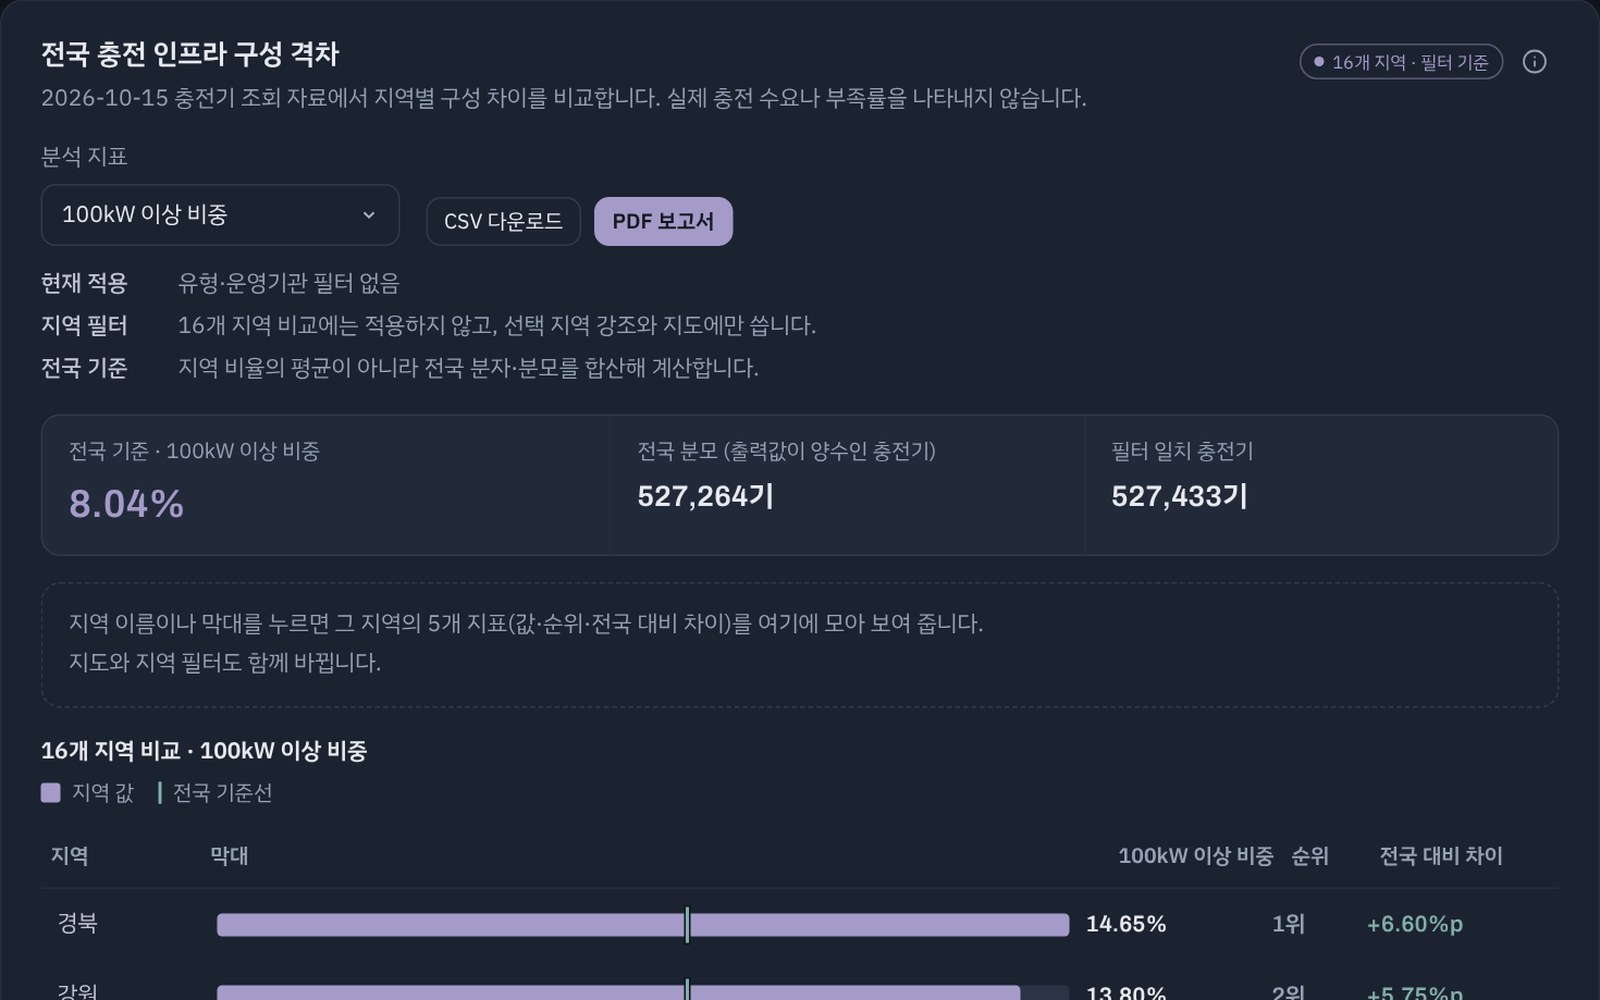 전국 충전 인프라 구성 격차
16개 지역 · 필터 기준
2026-10-15 충전기 조회 자료에서 지역별 구성 차이를 비교합니다. 실제 충전 수요나 부족률을 나타내지 않습니다.
분석 지표
100kW 이상 비중
CSV 다운로드
PDF 보고서
현재 적용 유형·운영기관 필터 없음
지역 필터 16개 지역 비교에는 적용하지 않고, 선택 지역 강조와 지도에만 씁니다.
전국 기준 지역 비율의 평균이 아니라 전국 분자·분모를 합산해 계산합니다.
전국 기준 · 100kW 이상 비중
8.04%
전국 분모 (출력값이 양수인 충전기)
527,264기
필터 일치 충전기
527,433기
지역 이름이나 막대를 누르면 그 지역의 5개 지표(값·순위·전국 대비 차이)를 여기에 모아 보여 줍니다.
지도와 지역 필터도 함께 바뀝니다.
16개 지역 비교 · 100kW 이상 비중
지역 값 전국 기준선
지역 막대 100kW 이상 비중 순위 전국 대비 차이
경북 14.65% 1위 +6.60%p
강원 13.80% 2위 +5.75%p